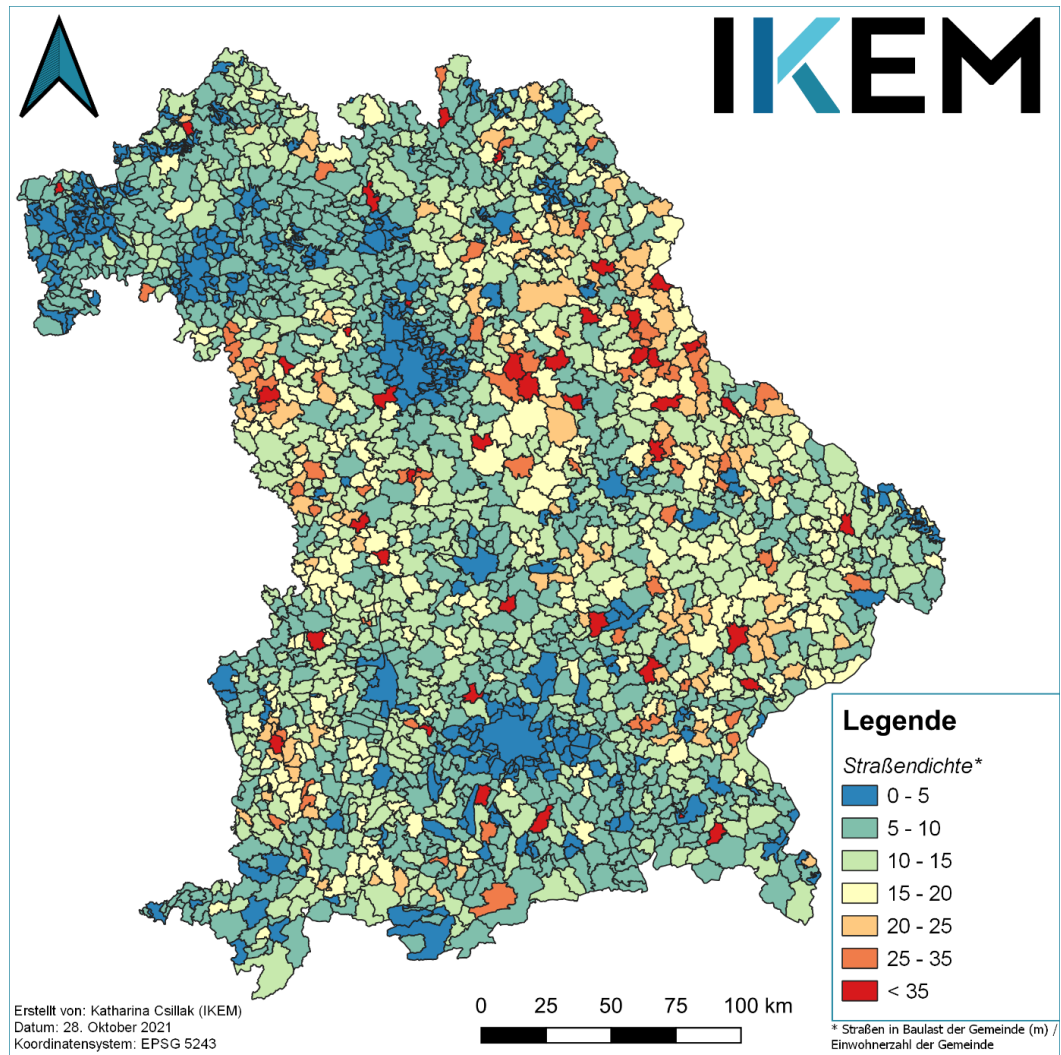 IKEM
Legende
Straßendichte*
0 - 5
5 - 10
10 - 15
15 - 20
20 - 25
25 - 35
< 35
Erstellt von: Katharina Csillak (IKEM)
Datum: 28. Oktober 2021
Koordinatensystem: EPSG 5243
0 25 50 75 100 km
* Straßen in Baulast der Gemeinde (m) /
Einwohnerzahl der Gemeinde